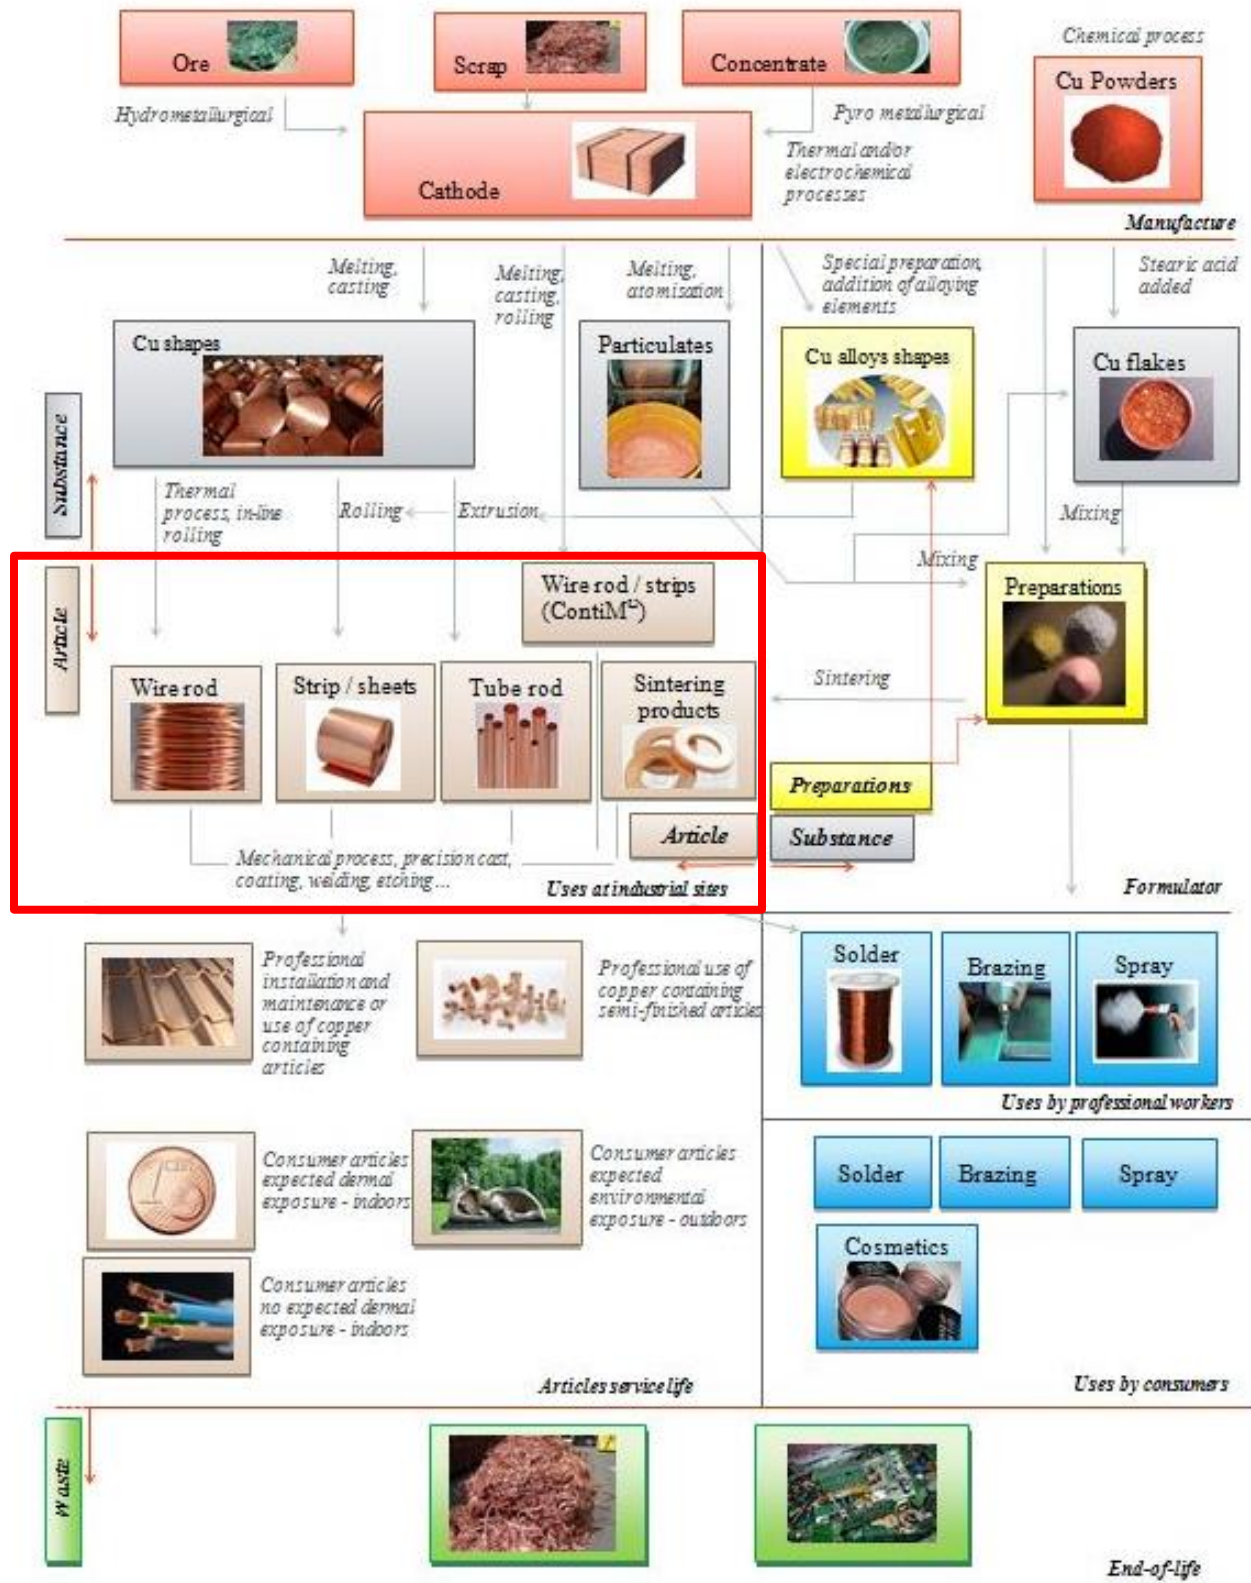 Ore
Scrap
Concentrate
Chemical process
Cu Powders
Hydrometallurgical
Pyro metallurgical
Cathode
Thermal and/or
electrochemical
processes
Manufacture
Melting,
casting
Melting,
casting,
rolling
Melting,
atomisation
Special preparation,
addition of alloying
elements
Stearic acid
added
Cu shapes
Particulates
Cu alloys shapes
Cu flakes
Substance
Thermal
process, in-line
rolling
Rolling
Extrusion
Mixing
Mixing
Article
Wire rod / strips
Preparations
Wire rod
Strip / sheets
Tube rod
Sintering
products
Sintering
Preparations
Article
Substance
Mechanical process, precision cast,
coating, welding, etching...
Uses at industrial sites
Formulator
Professional
installation and
maintenance or
use of copper
containing
articles
Professional use of
copper containing
semi-finished articles
Solder
Brazing
Spray
Uses by professional workers
Consumer articles
expected dermal
exposure - indoors
Consumer articles
expected
environmental
exposure - outdoors
Solder
Brazing
Spray
Cosmetics
Consumer articles
no expected dermal
exposure - indoors
Articles service life
Uses by consumers
Waste
End-of-life